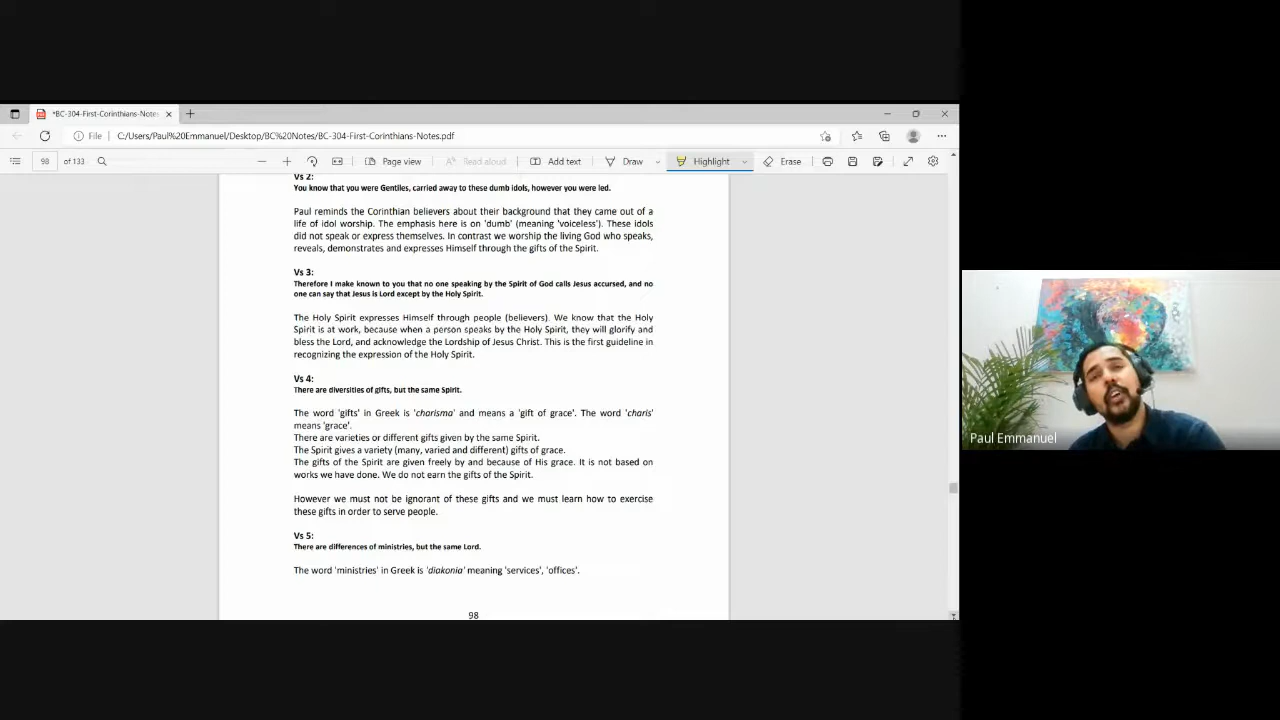 *BC-304-First-Corinthians-Notes
File C:/Users/Paul%20Emmanuel/Desktop/BC%20Notes/BC-304-First-Corinthians-Notes.pdf
98 of 133 Page view Read aloud Add text Draw Highlight Erase
Vs 2:
You know that you were Gentiles, carried away to these dumb idols, however you were led.
Paul reminds the Corinthian believers about their background that they came out of a
life of idol worship. The emphasis here is on 'dumb' (meaning 'voiceless'). These idols
did not speak or express themselves. In contrast we worship the living God who speaks,
reveals, demonstrates and expresses Himself through the gifts of the Spirit.
Vs 3:
Therefore I make known to you that no one speaking by the Spirit of God calls Jesus accursed, and no
one can say that Jesus is Lord except by the Holy Spirit.
The Holy Spirit expresses Himself through people (believers). We know that the Holy
Spirit is at work, because when a person speaks by the Holy Spirit, they will glorify and
bless the Lord, and acknowledge the Lordship of Jesus Christ. This is the first guideline in
recognizing the expression of the Holy Spirit.
Vs 4:
There are diversities of gifts, but the same Spirit.
The word 'gifts' in Greek is 'charisma' and means a 'gift of grace'. The word 'charis'
means 'grace'.
There are varieties or different gifts given by the same Spirit.
The Spirit gives a variety (many, varied and different) gifts of grace.
The gifts of the Spirit are given freely by and because of His grace. It is not based on
works we have done. We do not earn the gifts of the Spirit.
However we must not be ignorant of these gifts and we must learn how to exercise
these gifts in order to serve people.
Vs 5:
There are differences of ministries, but the same Lord.
The word 'ministries' in Greek is 'diakonia' meaning 'services', 'offices'.
98
Paul Emmanuel